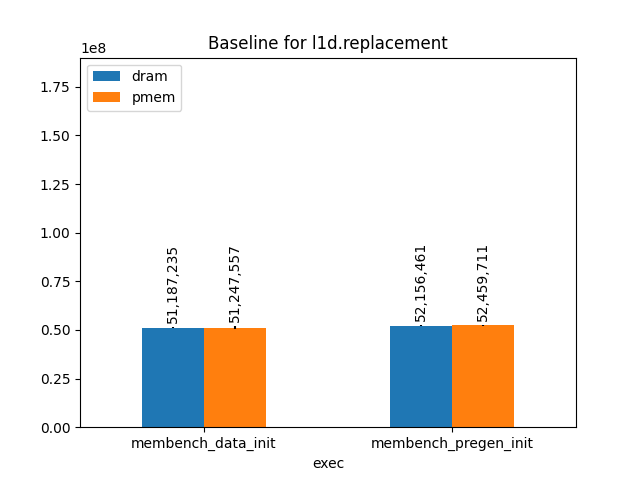 Baseline for l1d.replacement
1e8
dram
pmem
1.75
1.50
1.25
1.00
0.75
0.50
0.25
0.00
51,187,235
51,247,557
52,156,461
52,459,711
membench_data_init
membench_pregen_init
exec